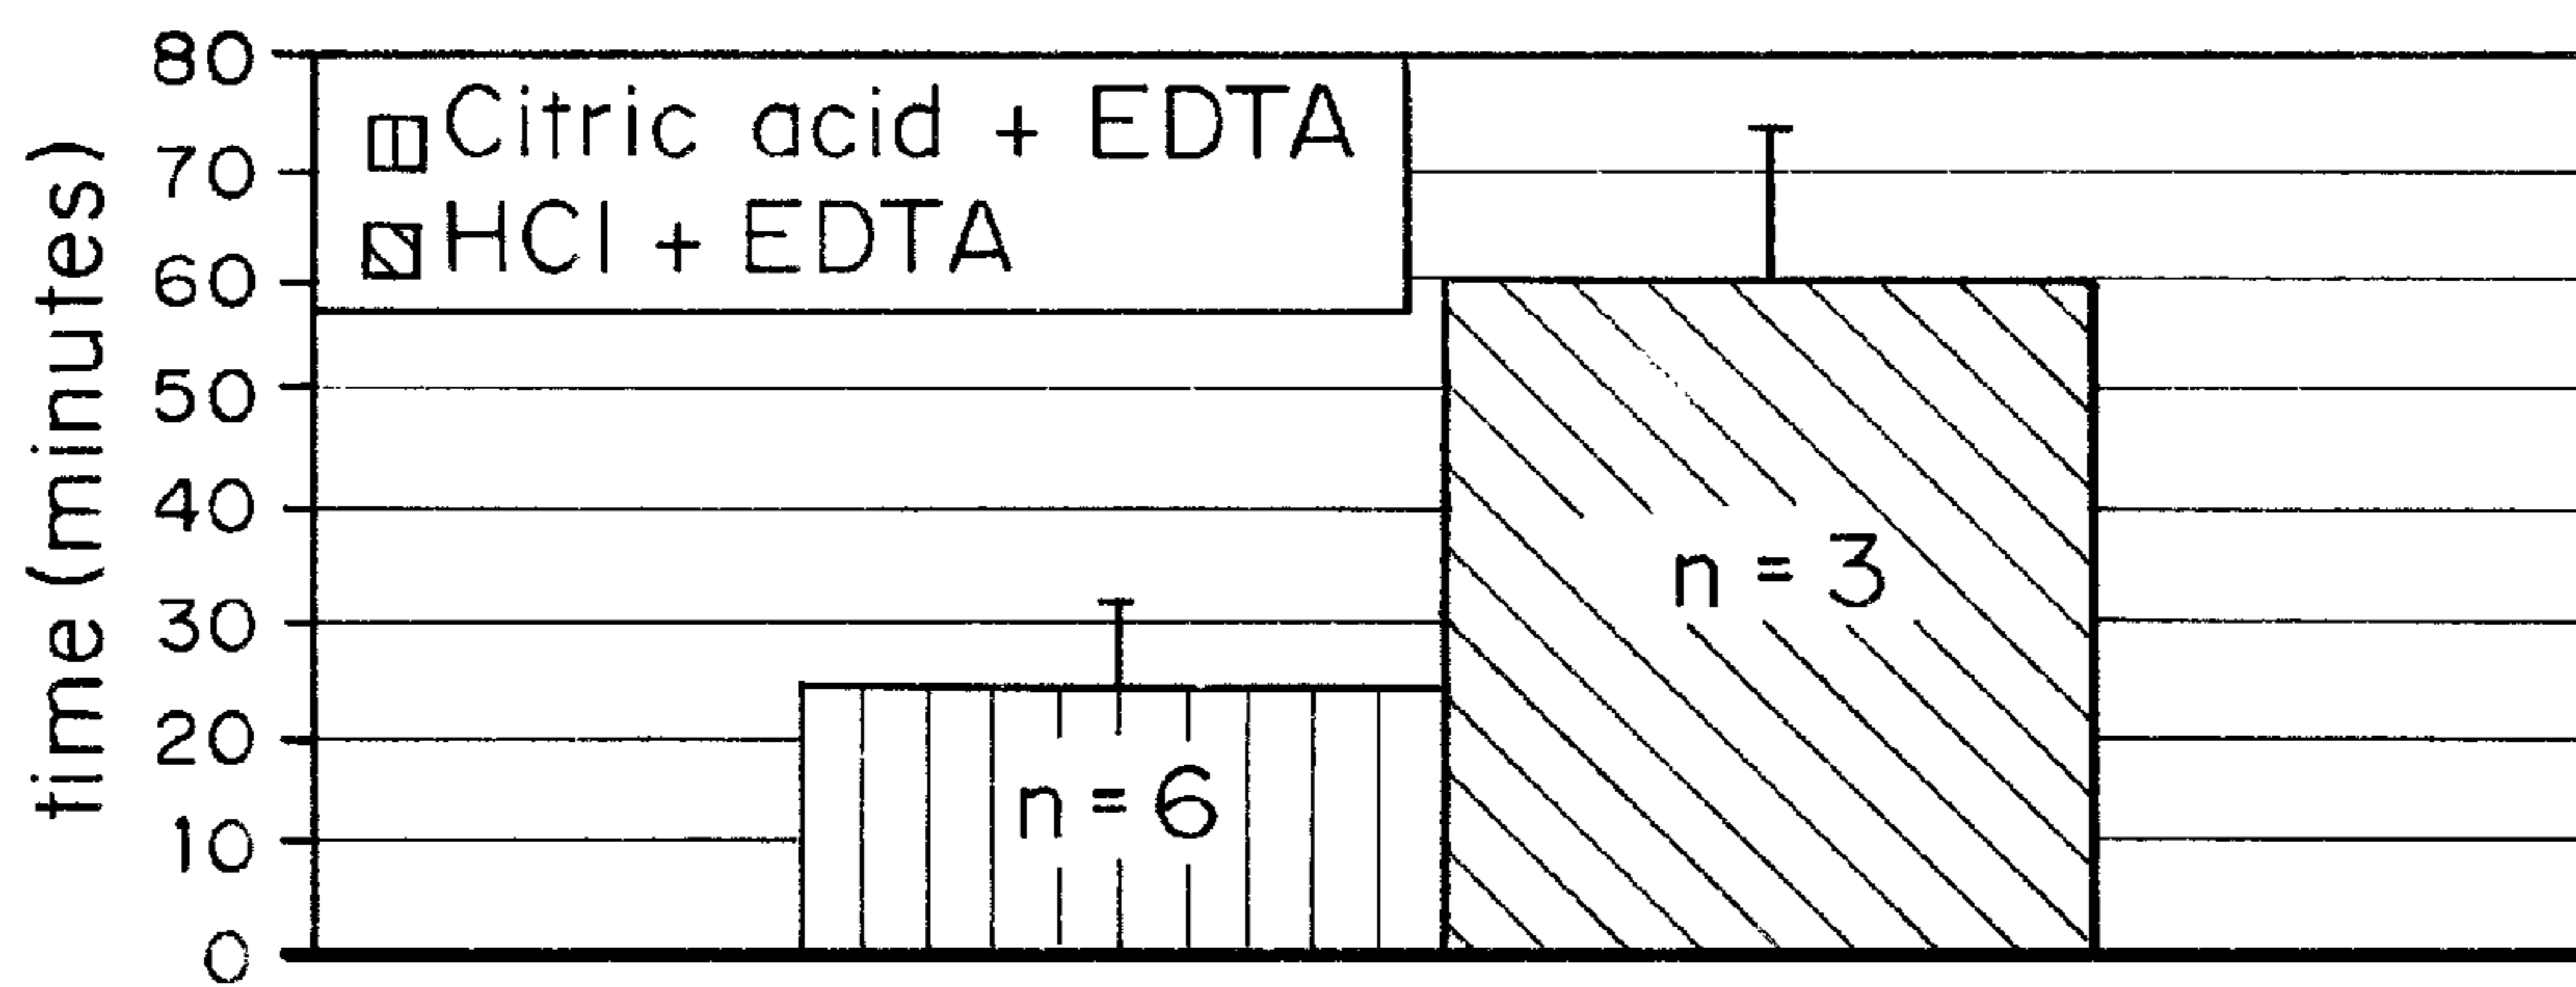 time (minutes)
80
70
60
50
40
30
20
10
0
Citric acid + EDTA
HCl + EDTA
n = 6
n = 3